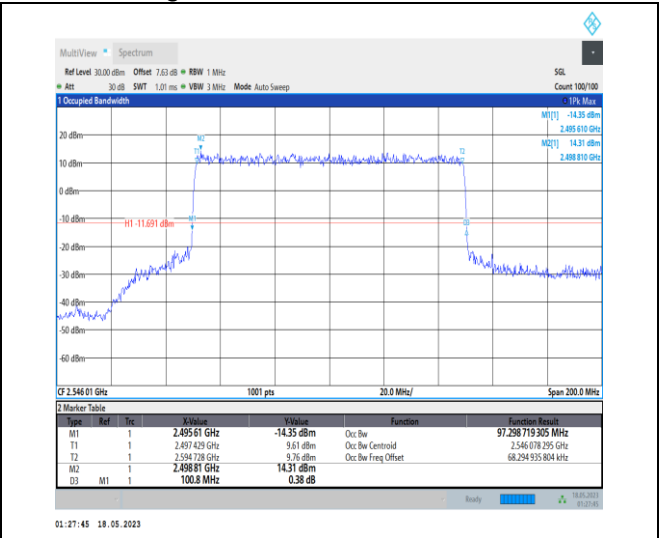 MultiView Spectrum
Ref Level 30.00 dBm Offset 7.63 dB RBW 1 MHz SGL
Att 30 dB SWT 1.01 ms VBW 3 MHz Mode Auto Sweep Count 100/100
1 Occupied Bandwidth 1Pk Max
M1[1] -14.35 dBm
2.495 610 GHz
20 dBm
M2
M2[1] 14.31 dBm
2.498 810 GHz
T1 T2
10 dBm
0 dBm
-10 dBm
H1 -11.691 dBm M1 D3
-20 dBm
-30 dBm
-40 dBm
-50 dBm
-60 dBm
CF 2.546 01 GHz 1001 pts 20.0 MHz/ Span 200.0 MHz
2 Marker Table
Type Ref Trc X-Value Y-Value Function Function Result
M1 1 2.495 61 GHz -14.35 dBm Occ Bw 97.298 719 305 MHz
T1 1 2.497 429 GHz 9.61 dBm Occ Bw Centroid 2.546 078 295 GHz
T2 1 2.594 728 GHz 9.76 dBm Occ Bw Freq Offset 68.294 935 804 kHz
M2 1 2.498 81 GHz 14.31 dBm
D3 M1 1 100.8 MHz 0.38 dB
Ready 18.05.2023
01:27:45
01:27:45 18.05.2023